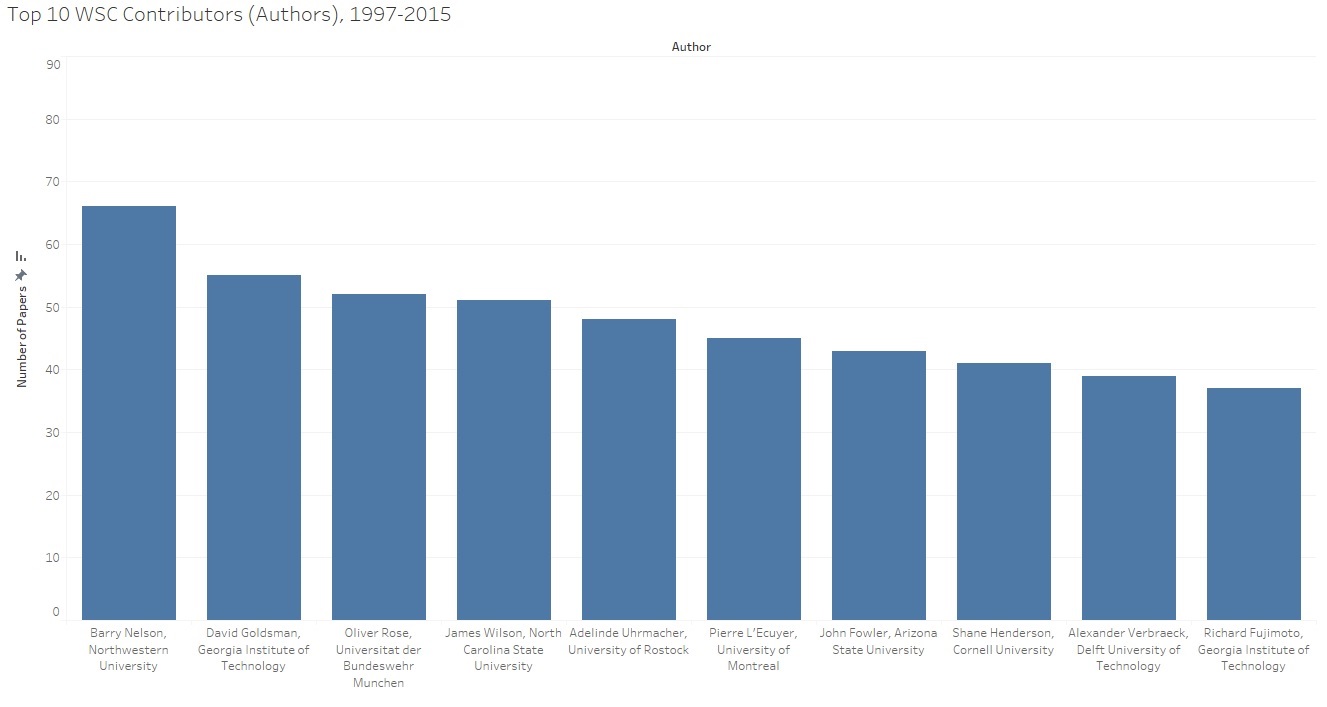 Top 10 WSC Contributors (Authors), 1997-2015
Author
90
80
70
60
50
40
30
20
10
0
Number of Papers
Barry Nelson,
Northwestern
University
David Goldsman,
Georgia Institute of
Technology
Oliver Rose,
Universitat der
Bundeswehr
Munchen
James Wilson, North
Carolina State
University
Adelinde Uhrmacher,
University of Rostock
Pierre L'Ecuyer,
University of
Montreal
John Fowler, Arizona
State University
Shane Henderson,
Cornell University
Alexander Verbraeck,
Delft University of
Technology
Richard Fujimoto,
Georgia Institute of
Technology